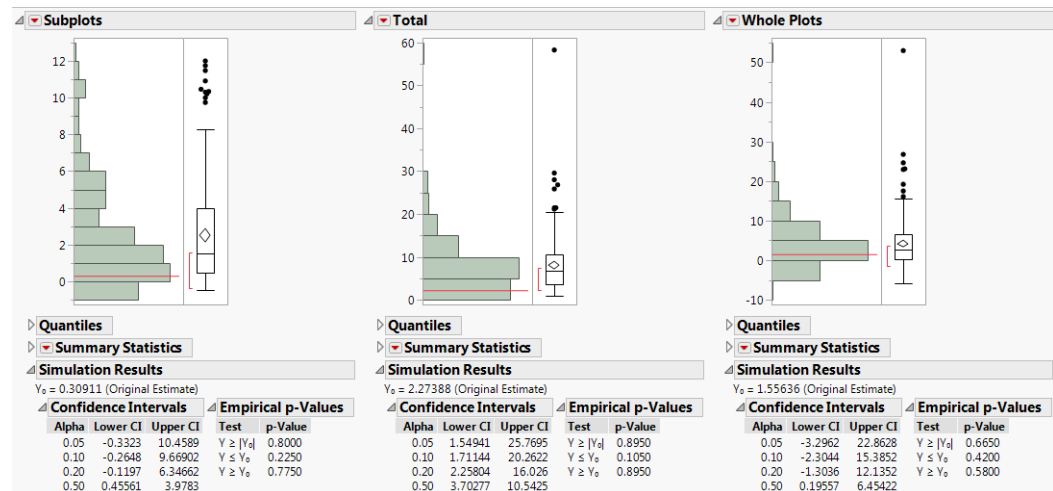 Subplots
12
10
8
6
4
2
0
Quantiles
Summary Statistics
Simulation Results
Y₀ = 0.30911 (Original Estimate)
Confidence Intervals Empirical p-Values
Alpha Lower CI Upper CI Test p-Value
0.05 -0.3323 10.4589 Y ≥ |Y₀| 0.8000
0.10 -0.2648 9.66902 Y ≤ Y₀ 0.2250
0.20 -0.1197 6.34662 Y ≥ Y₀ 0.7750
0.50 0.45561 3.9783
Total
60
50
40
30
20
10
0
Quantiles
Summary Statistics
Simulation Results
Y₀ = 2.27388 (Original Estimate)
Confidence Intervals Empirical p-Values
Alpha Lower CI Upper CI Test p-Value
0.05 1.54941 25.7695 Y ≥ |Y₀| 0.8950
0.10 1.71144 20.2622 Y ≤ Y₀ 0.1050
0.20 2.25804 16.026 Y ≥ Y₀ 0.8950
0.50 3.70277 10.5425
Whole Plots
50
40
30
20
10
0
-10
Quantiles
Summary Statistics
Simulation Results
Y₀ = 1.55636 (Original Estimate)
Confidence Intervals Empirical p-Values
Alpha Lower CI Upper CI Test p-Value
0.05 -3.2962 22.8628 Y ≥ |Y₀| 0.6650
0.10 -2.3044 15.3852 Y ≤ Y₀ 0.4200
0.20 -1.3036 12.1352 Y ≥ Y₀ 0.5800
0.50 0.19557 6.45422